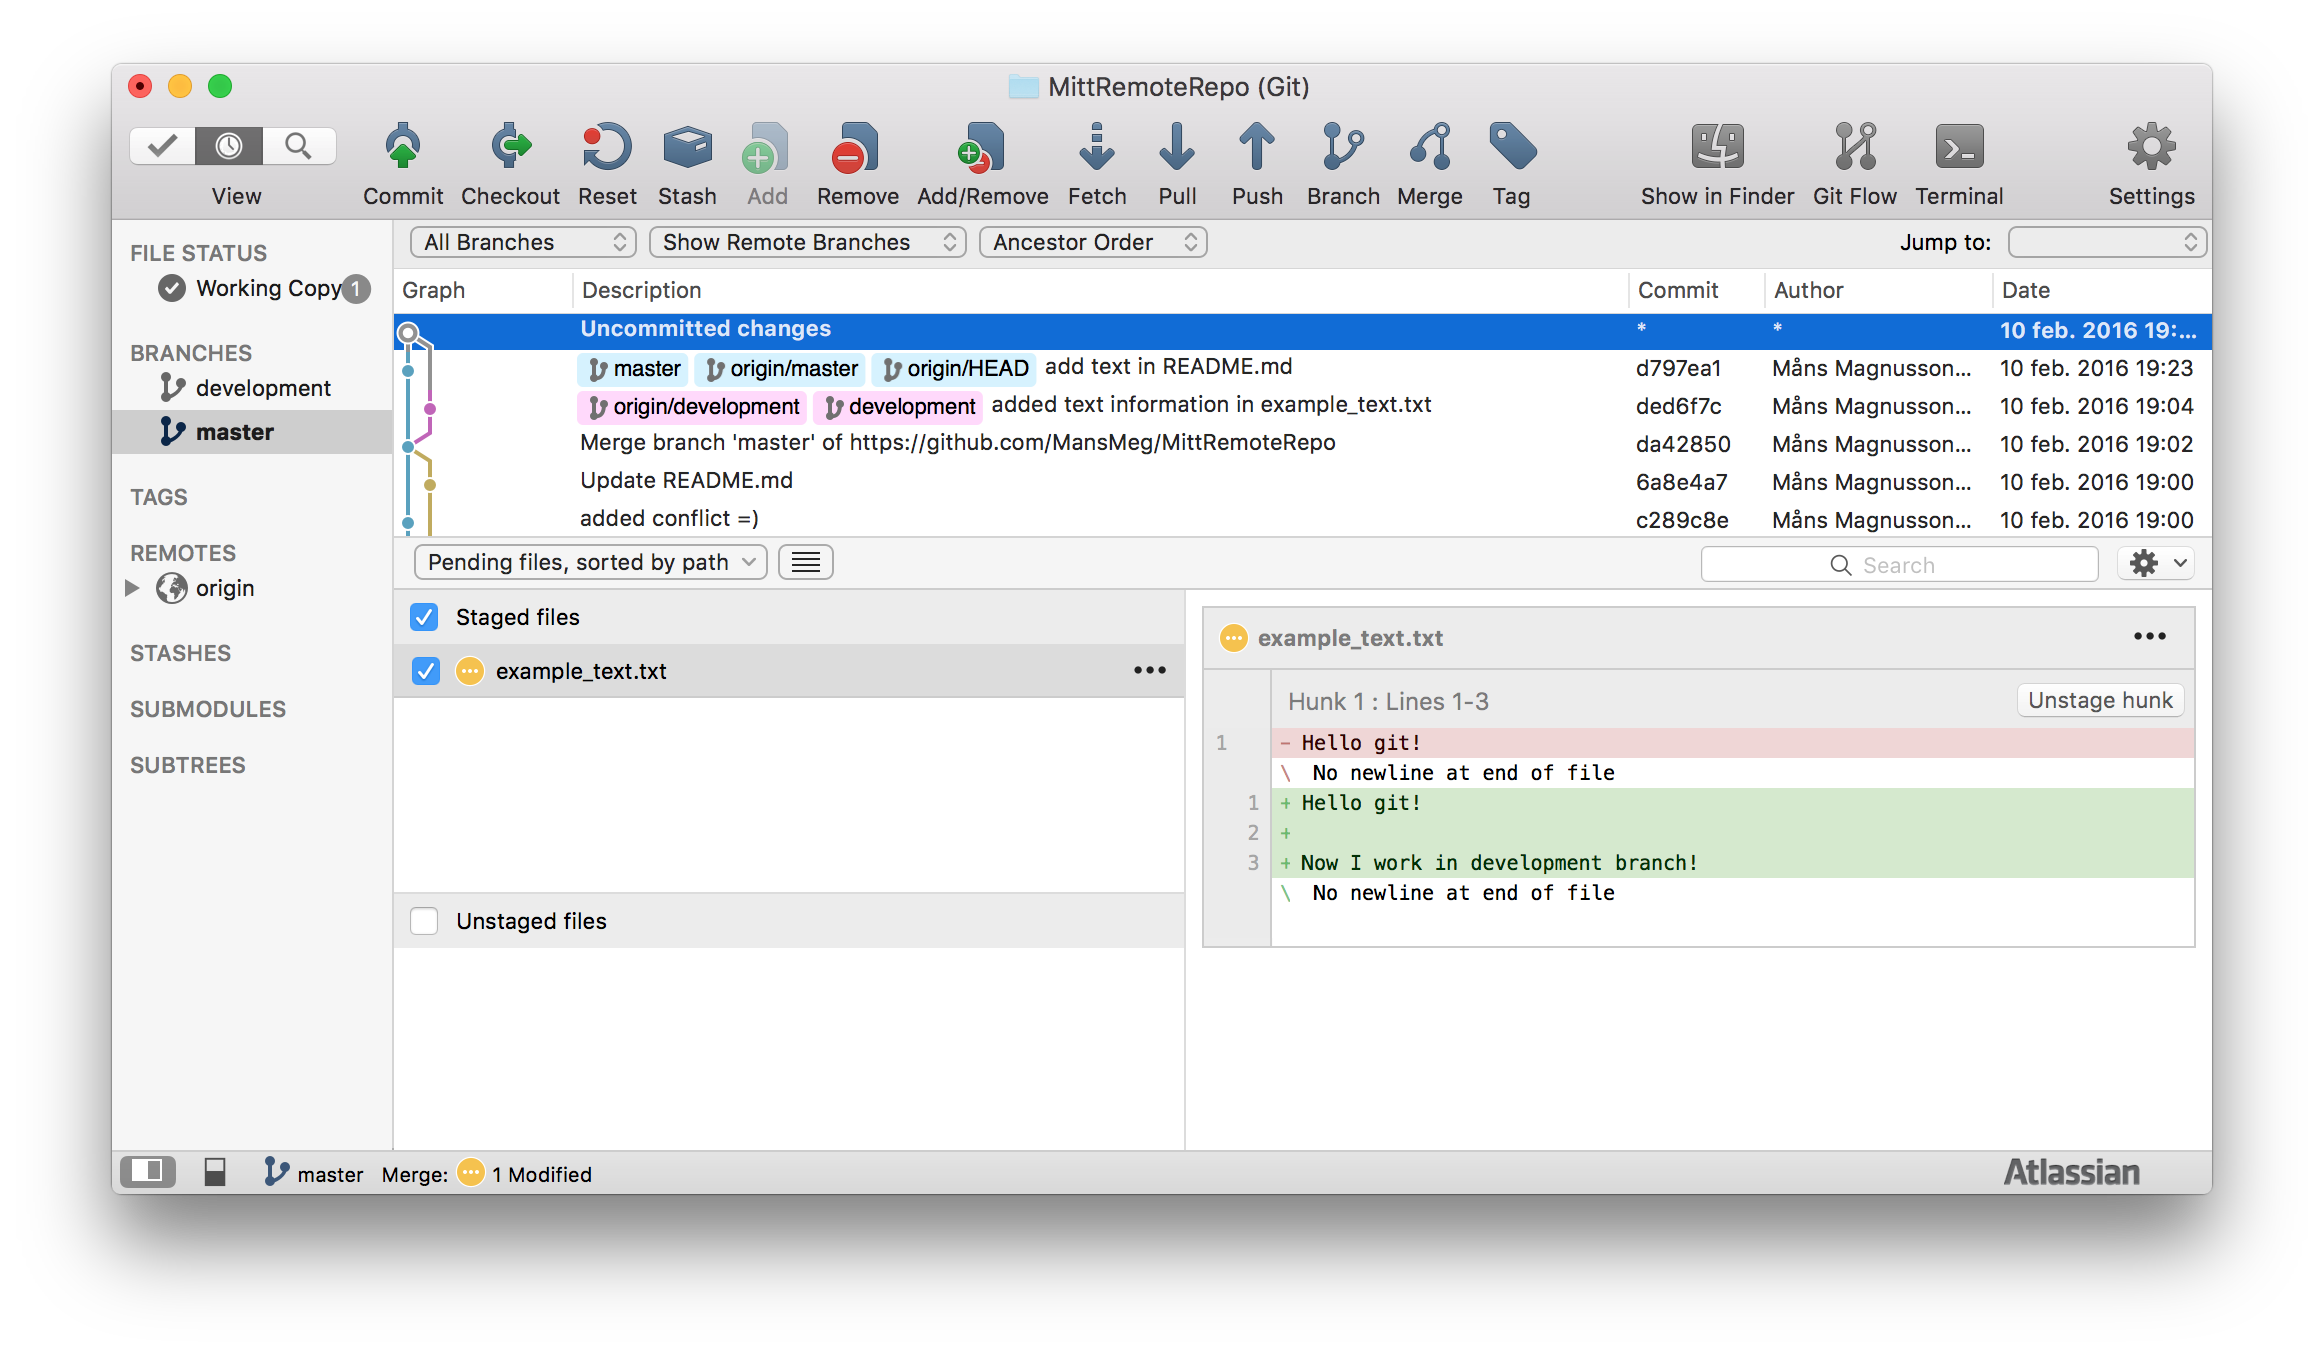 MittRemoteRepo (Git)
View Commit Checkout Reset Stash Add Remove Add/Remove Fetch Pull Push Branch Merge Tag Show in Finder Git Flow Terminal Settings
FILE STATUS
Working Copy 1
BRANCHES
development
master
TAGS
REMOTES
origin
STASHES
SUBMODULES
SUBTREES
All Branches Show Remote Branches Ancestor Order Jump to:
Graph Description Commit Author Date
Uncommitted changes * * 10 feb. 2016 19:...
master origin/master origin/HEAD add text in README.md d797ea1 Måns Magnusson... 10 feb. 2016 19:23
origin/development development added text information in example_text.txt ded6f7c Måns Magnusson... 10 feb. 2016 19:04
Merge branch 'master' of https://github.com/MansMeg/MittRemoteRepo da42850 Måns Magnusson... 10 feb. 2016 19:02
Update README.md 6a8e4a7 Måns Magnusson... 10 feb. 2016 19:00
added conflict =) c289c8e Måns Magnusson... 10 feb. 2016 19:00
Pending files, sorted by path Search
Staged files
example_text.txt
Unstaged files
example_text.txt
Hunk 1 : Lines 1-3 Unstage hunk
1 - Hello git!
\ No newline at end of file
1 + Hello git!
2 +
3 + Now I work in development branch!
\ No newline at end of file
master Merge: 1 Modified Atlassian